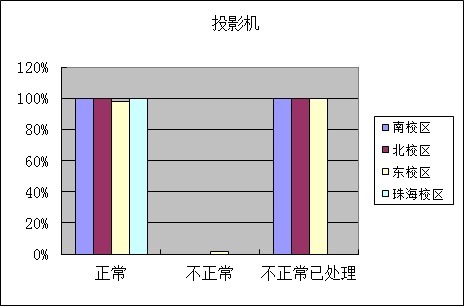 投影机
120%
100%
80%
60%
40%
20%
0%
正常
不正常
不正常已处理
南校区
北校区
东校区
珠海校区